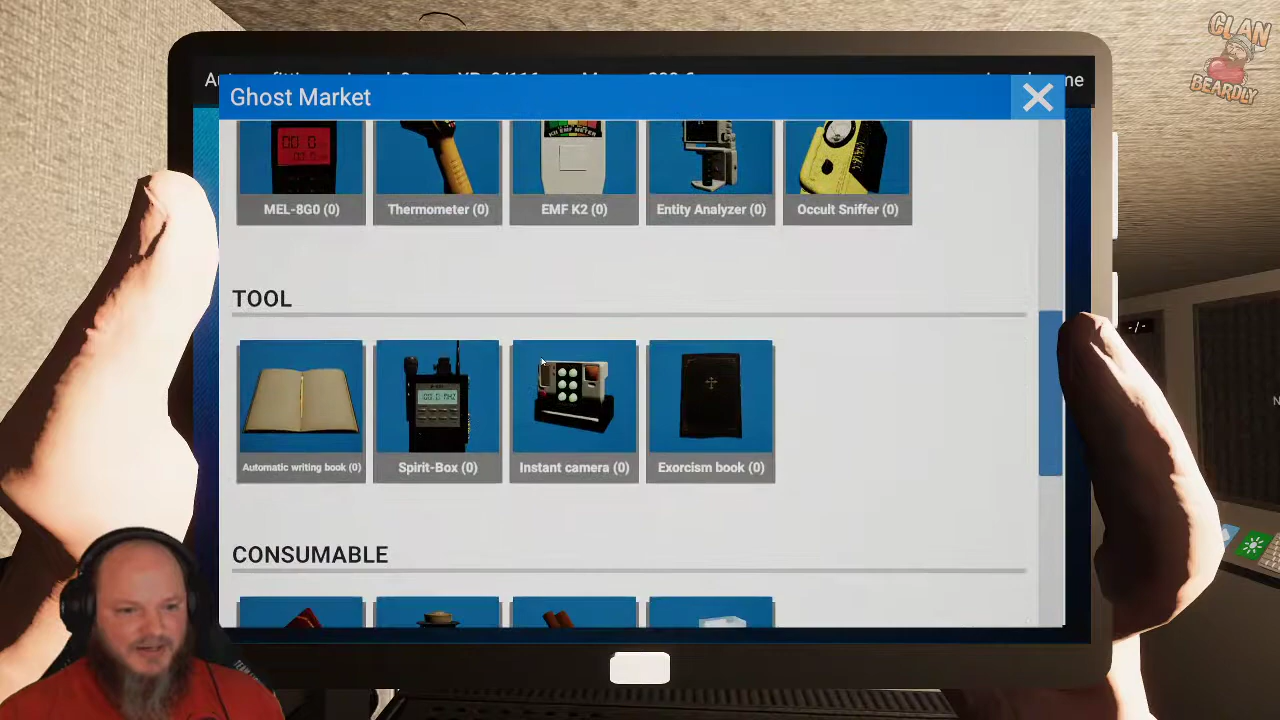 CLAN
BEARDLY
Ghost Market
MEL-8G0 (0)
Thermometer (0)
EMF K2 (0)
Entity Analyzer (0)
Occult Sniffer (0)
TOOL
Automatic writing book (0)
Spirit-Box (0)
Instant camera (0)
Exorcism book (0)
CONSUMABLE